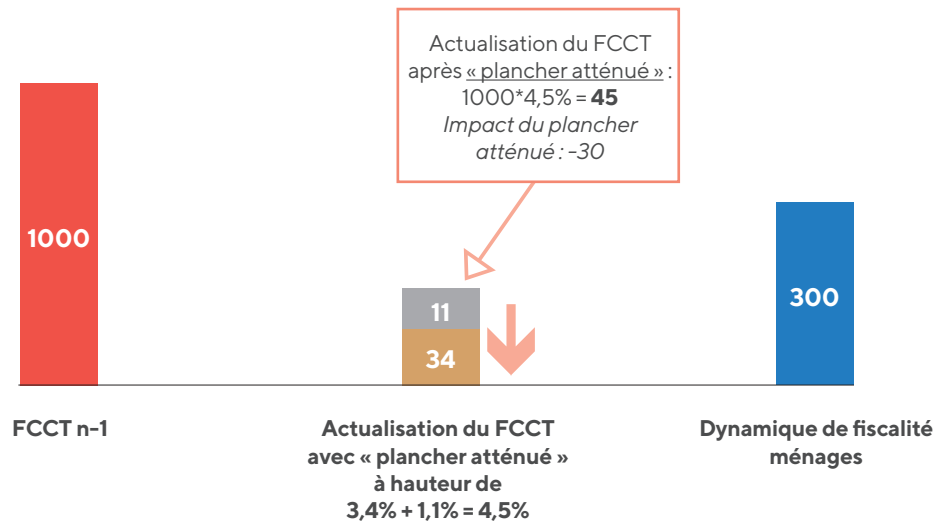 Actualisation du FCCT
après « plancher atténué » :
1000*4,5% = 45
Impact du plancher
atténué : -30
1000
11
34
300
FCCT n-1
Actualisation du FCCT
avec « plancher atténué »
à hauteur de
3,4% + 1,1% = 4,5%
Dynamique de fiscalité
ménages